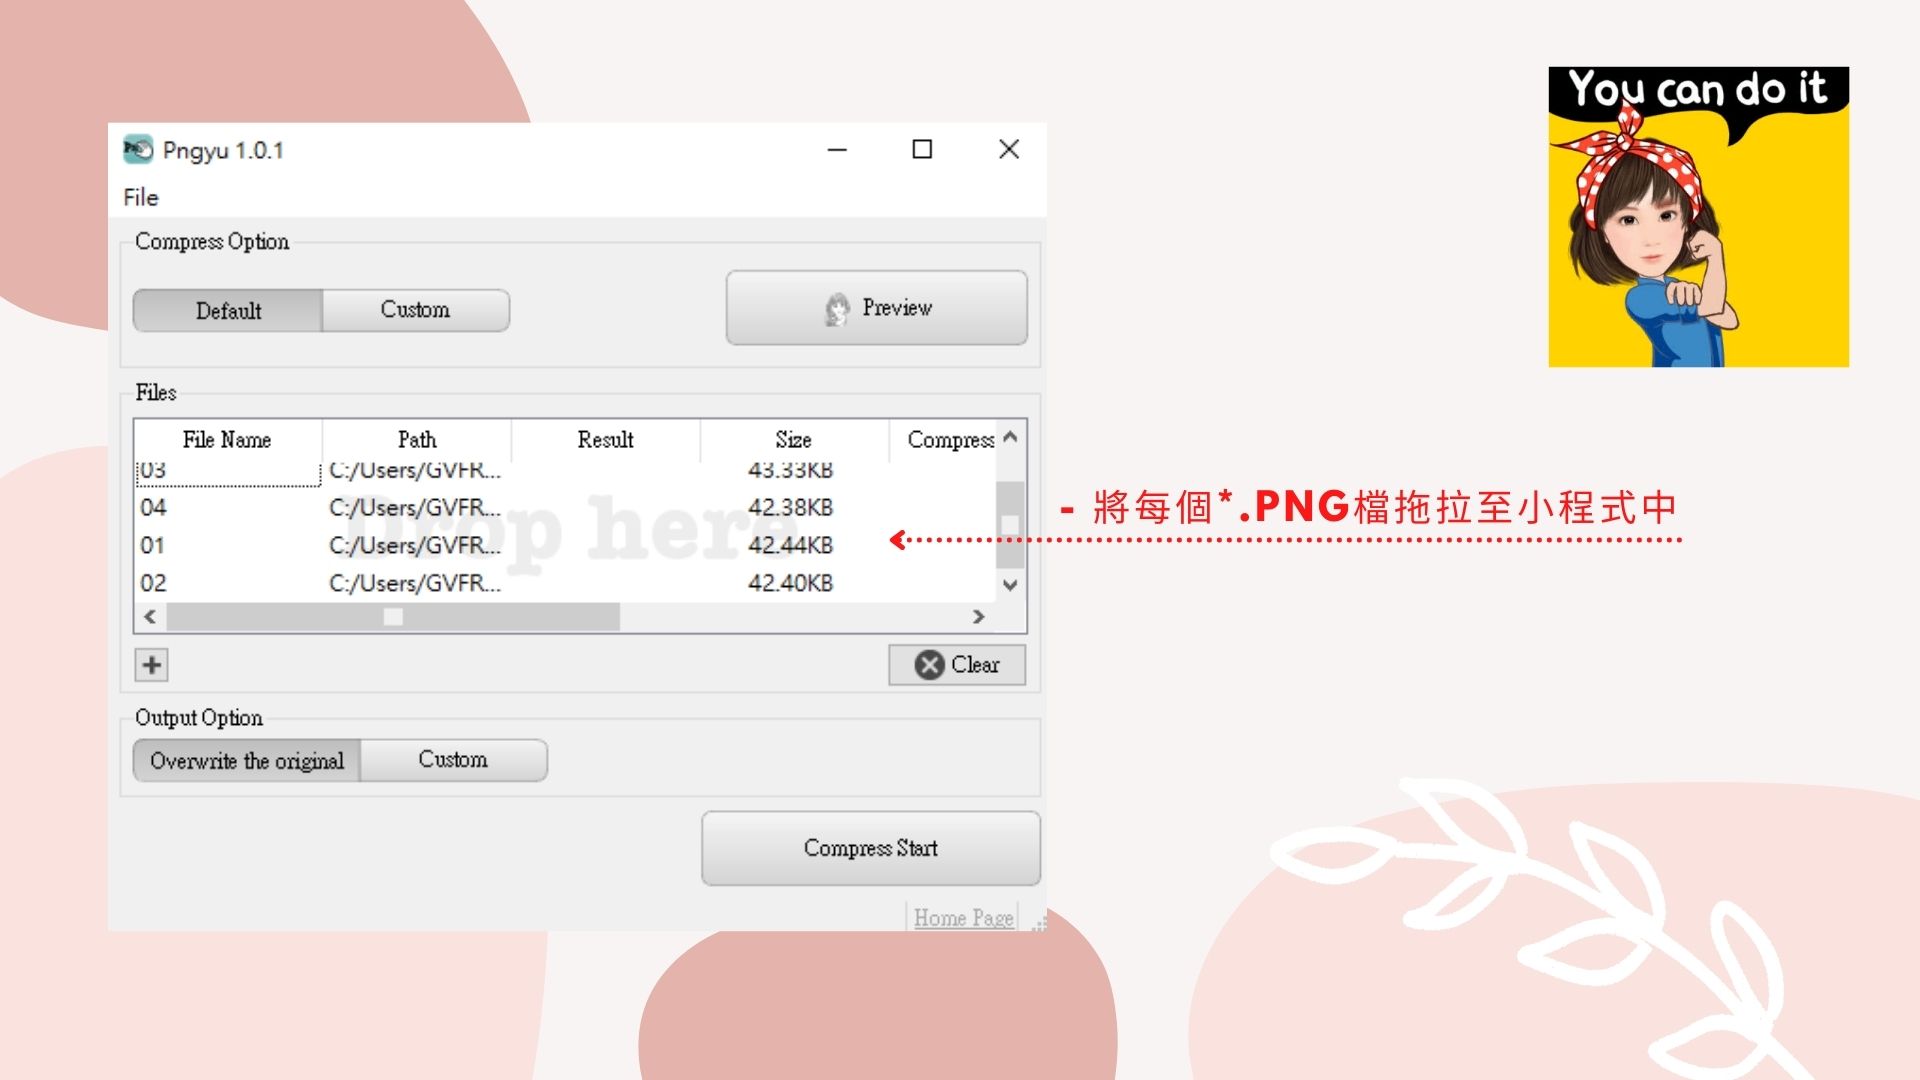 You can do it
Pngyu 1.0.1
File
Compress Option
Default
Custom
Preview
Files
File Name Path Result Size Compress
03 C:/Users/GVFR... 43.33KB
04 C:/Users/GVFR... 42.38KB
01 C:/Users/GVFR... 42.44KB
02 C:/Users/GVFR... 42.40KB
Drop here
- 將每個*.PNG檔拖拉至小程式中
Clear
Output Option
Overwrite the original
Custom
Compress Start
Home Page